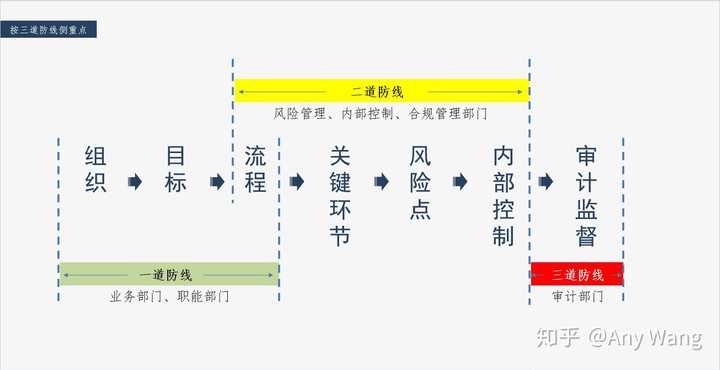 按三道防线侧重点
二道防线
风险管理、内部控制、合规管理部门
组织
目标
流程
关键环节
风险点
内部控制
审计监督
一道防线
业务部门、职能部门
三道防线
审计部门
知乎 @Any Wang